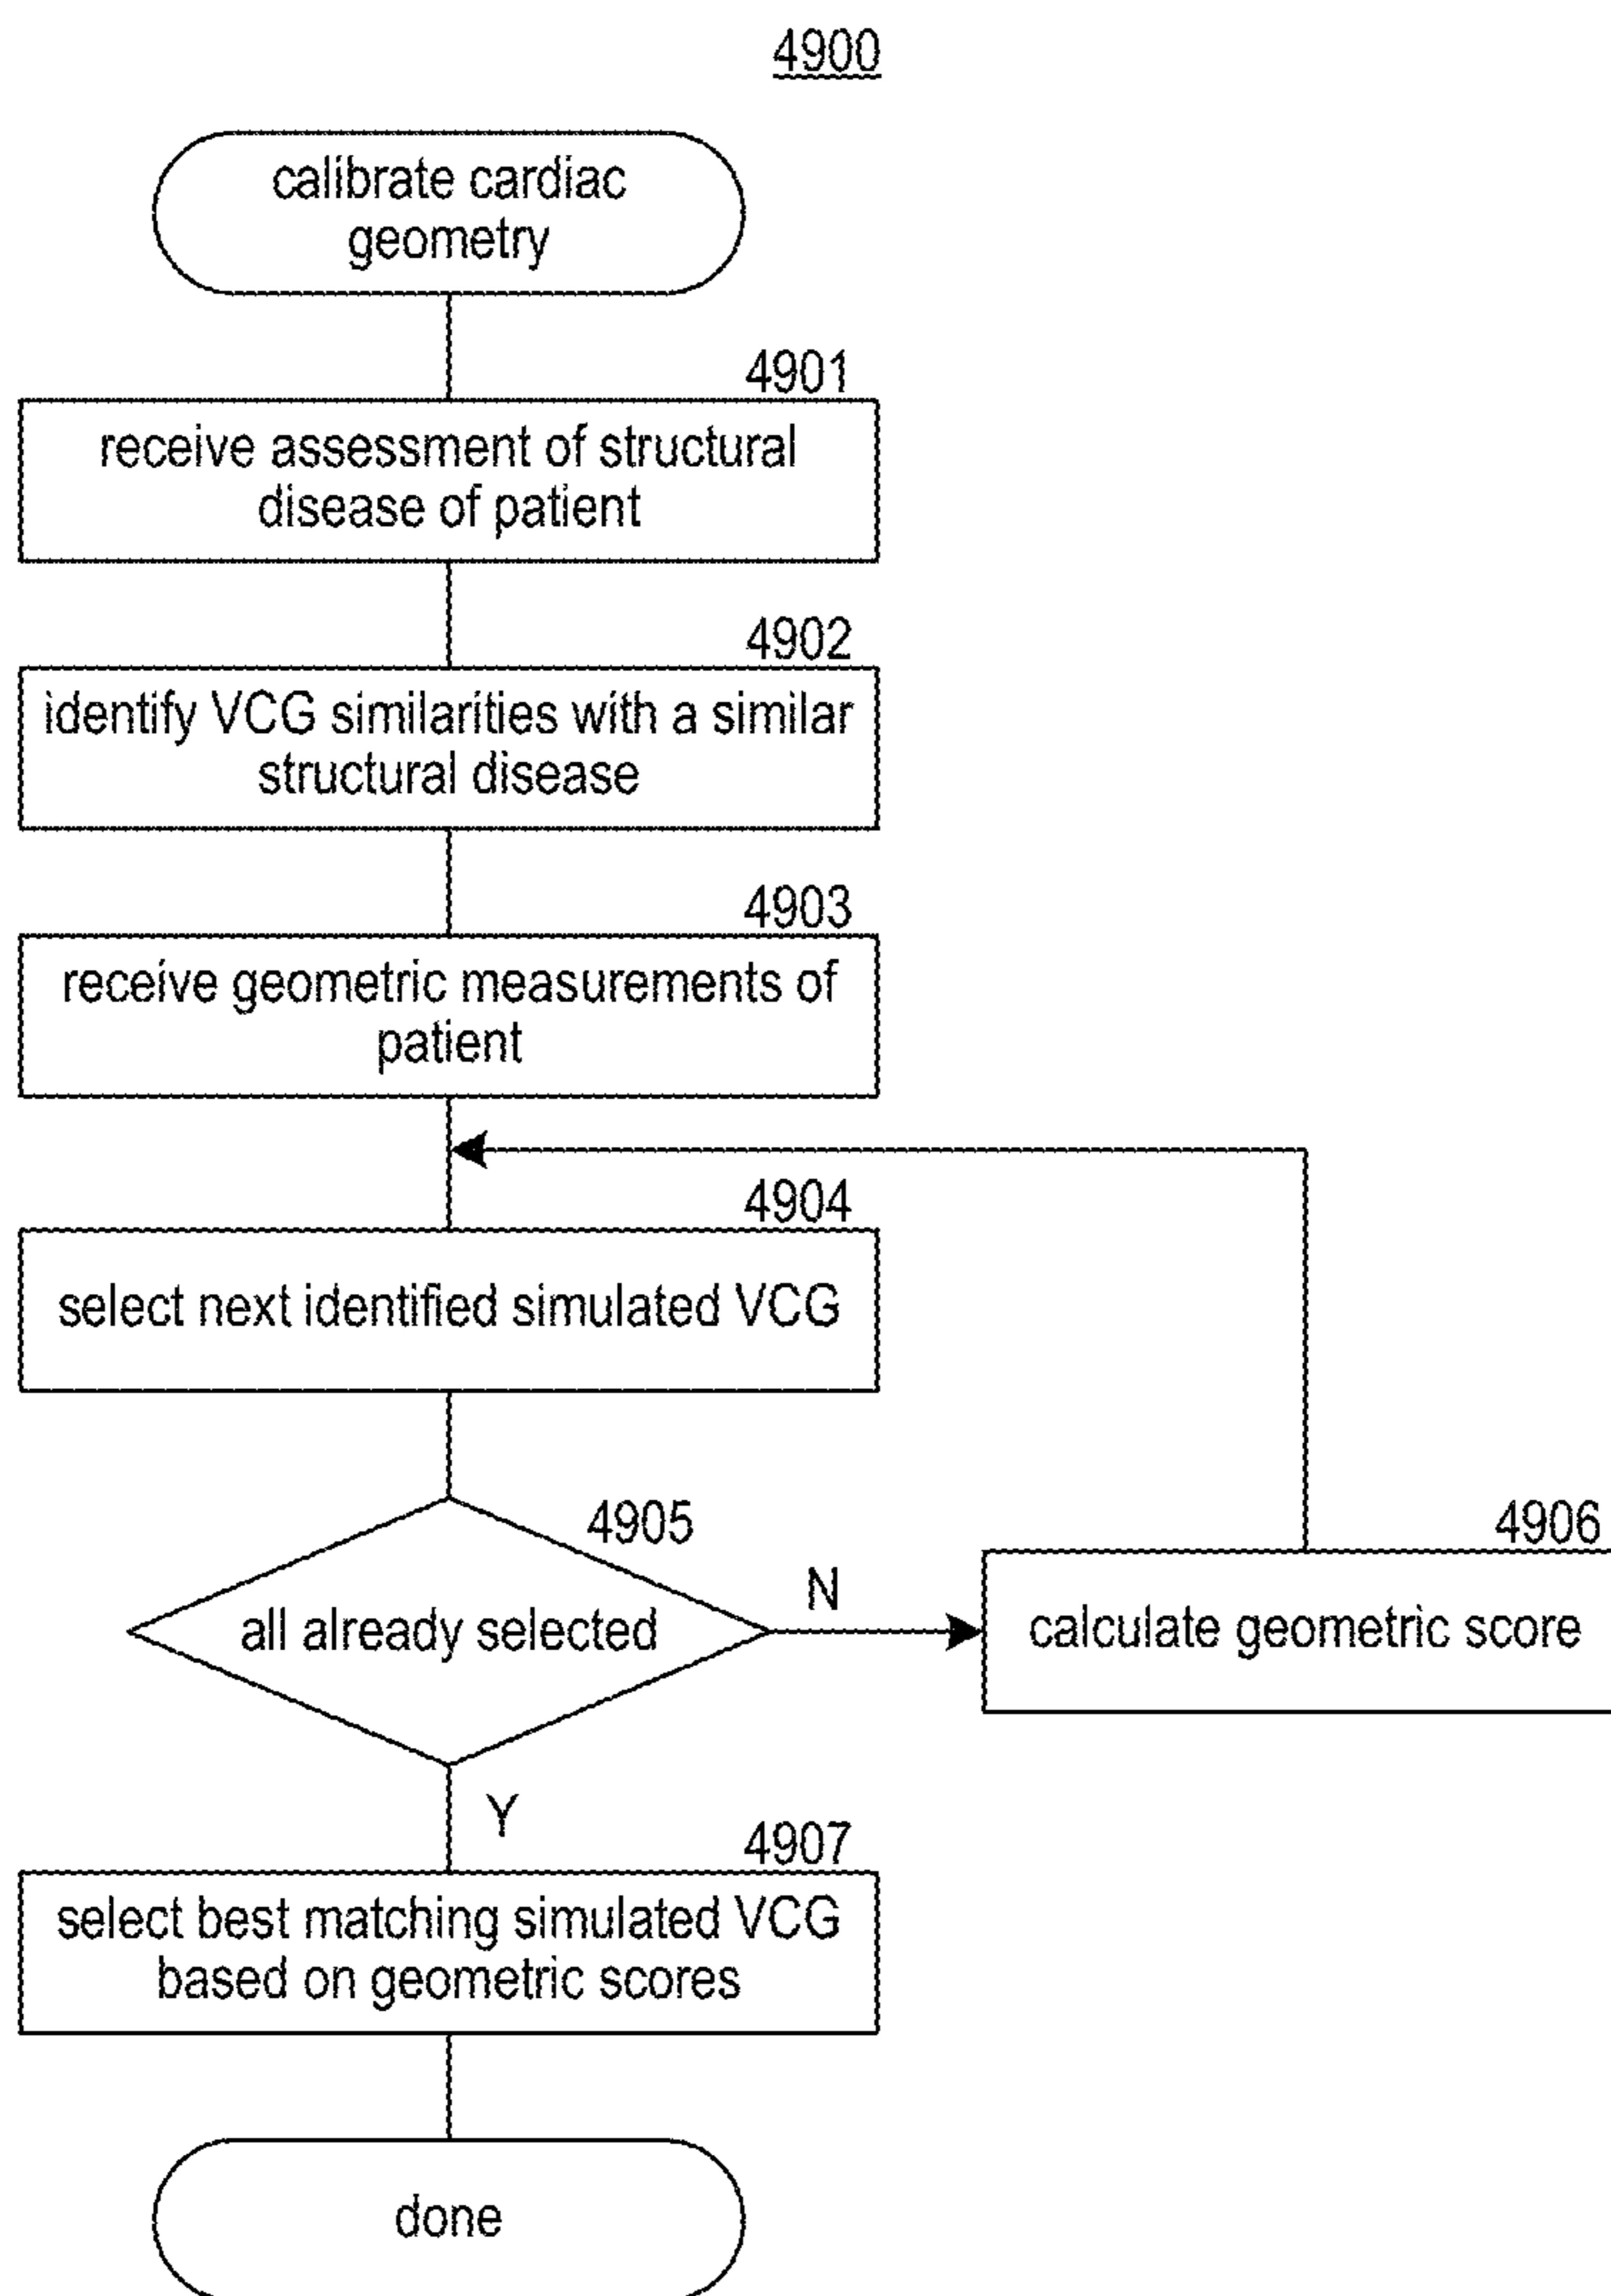 4900
calibrate cardiac
geometry
4901
receive assessment of structural
disease of patient
4902
identify VCG similarities with a similar
structural disease
4903
receive geometric measurements of
patient
4904
select next identified simulated VCG
4905
all already selected
N
4906
calculate geometric score
Y
4907
select best matching simulated VCG
based on geometric scores
done